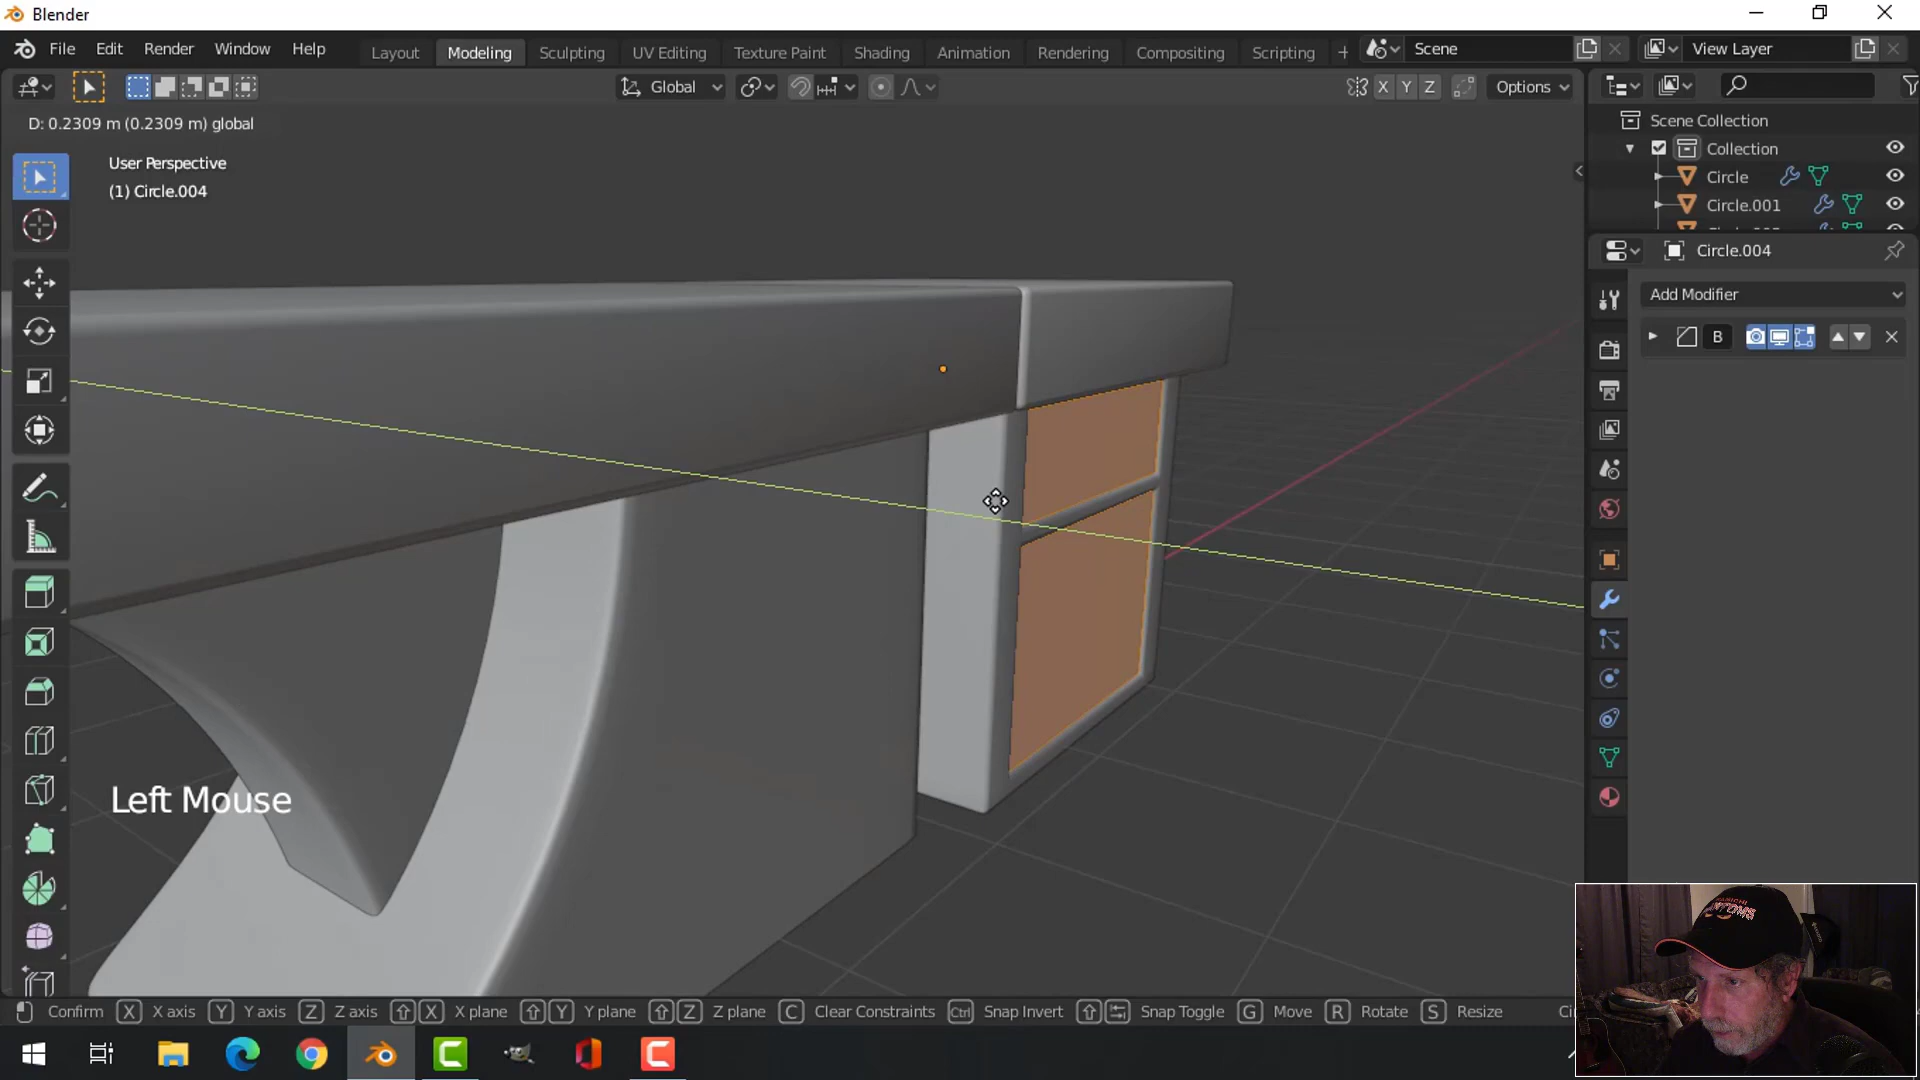 Blender
File Edit Render Window Help
Layout Modeling Sculpting UV Editing Texture Paint Shading Animation Rendering Compositing Scripting +
Scene
View Layer
Global
X Y Z
Options
D: 0.2309 m (0.2309 m) global
User Perspective
(1) Circle.004
Scene Collection
Collection
Circle
Circle.001
Circle.004
Add Modifier
B
Left Mouse
Confirm X X axis Y Y axis Z Z axis X X plane Y Y plane Z Z plane C Clear Constraints Ctrl Snap Invert Snap Toggle G Move R Rotate S Resize